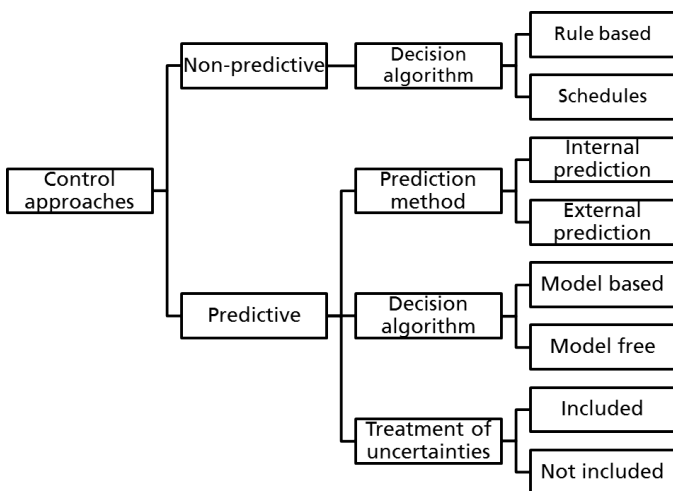 Control
approaches
Non-predictive
Decision
algorithm
Rule based
Schedules
Predictive
Prediction
method
Internal
prediction
External
prediction
Decision
algorithm
Model based
Model free
Treatment of
uncertainties
Included
Not included